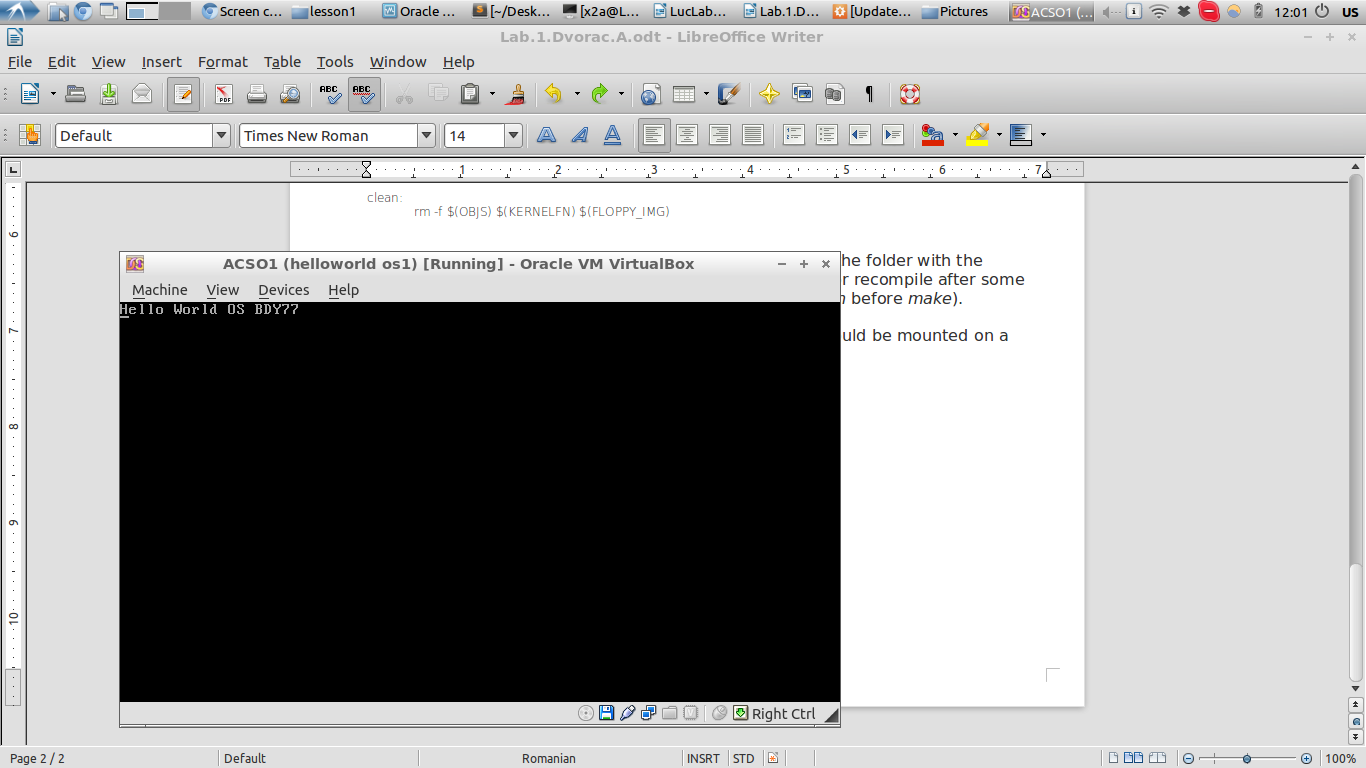 Screen c...
lesson1
Oracle ...
[~/Desk...
[x2a@L...
LucLab...
Lab.1.D...
[Update...
Pictures
ACSO1 (...
12:01
US
Lab.1.Dvorac.A.odt - LibreOffice Writer
File Edit View Insert Format Table Tools Window Help
Default
Times New Roman
14
1 2 3 4 5 6 7
clean:
rm -f $(OBJS) $(KERNELFN) $(FLOPPY_IMG)
he folder with the
r recompile after some
before make).
uld be mounted on a
6
7
8
9
10
ACSO1 (helloworld os1) [Running] - Oracle VM VirtualBox
Machine View Devices Help
Hello World OS BDY77
Right Ctrl
Page 2 / 2
Default
Romanian
INSRT
STD
100%